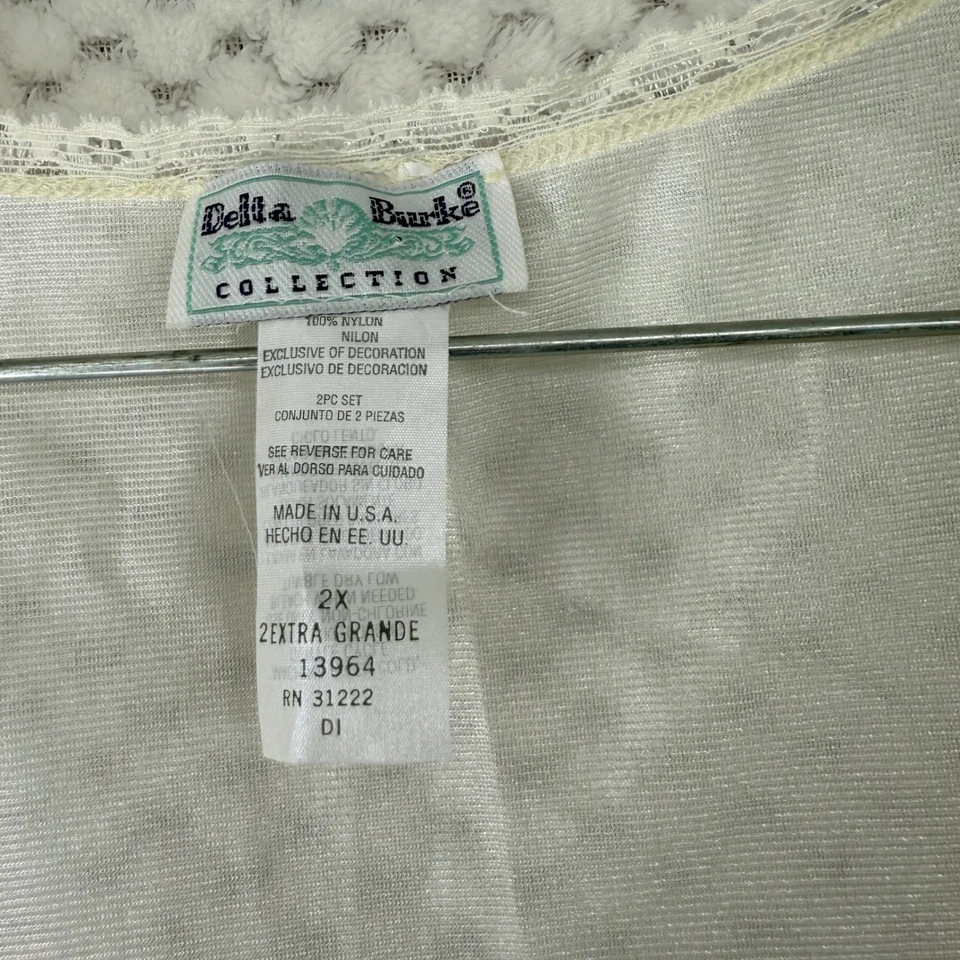 Delta Burke®
COLLECTION
100% NYLON
NILON
EXCLUSIVE OF DECORATION
EXCLUSIVO DE DECORACION
2PC SET
CONJUNTO DE 2 PIEZAS
SEE REVERSE FOR CARE
VER AL DORSO PARA CUIDADO
MADE IN U.S.A.
HECHO EN EE. UU.
2X
2EXTRA GRANDE
13964
RN 31222
DI